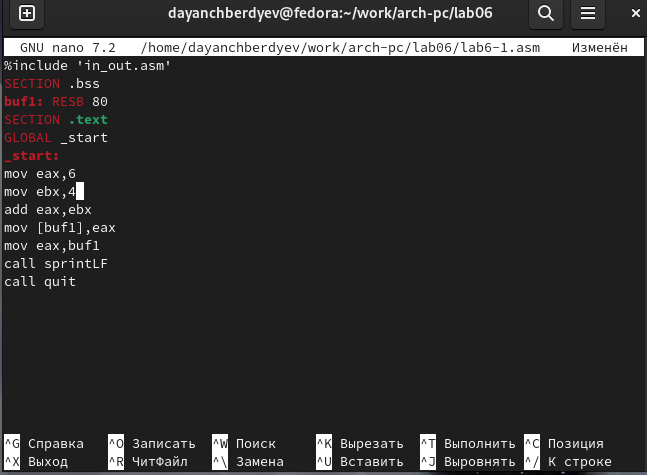 dayanchberdyev@fedora:~/work/arch-pc/lab06
GNU nano 7.2 /home/dayanchberdyev/work/arch-pc/lab06/lab6-1.asm Изменён
%include 'in_out.asm'
SECTION .bss
buf1: RESB 80
SECTION .text
GLOBAL _start
_start:
mov eax,6
mov ebx,4
add eax,ebx
mov [buf1],eax
mov eax,buf1
call sprintLF
call quit
^G Справка ^O Записать ^W Поиск ^K Вырезать ^T Выполнить ^C Позиция
^X Выход ^R ЧитФайл ^\ Замена ^U Вставить ^J Выровнять ^/ К строке